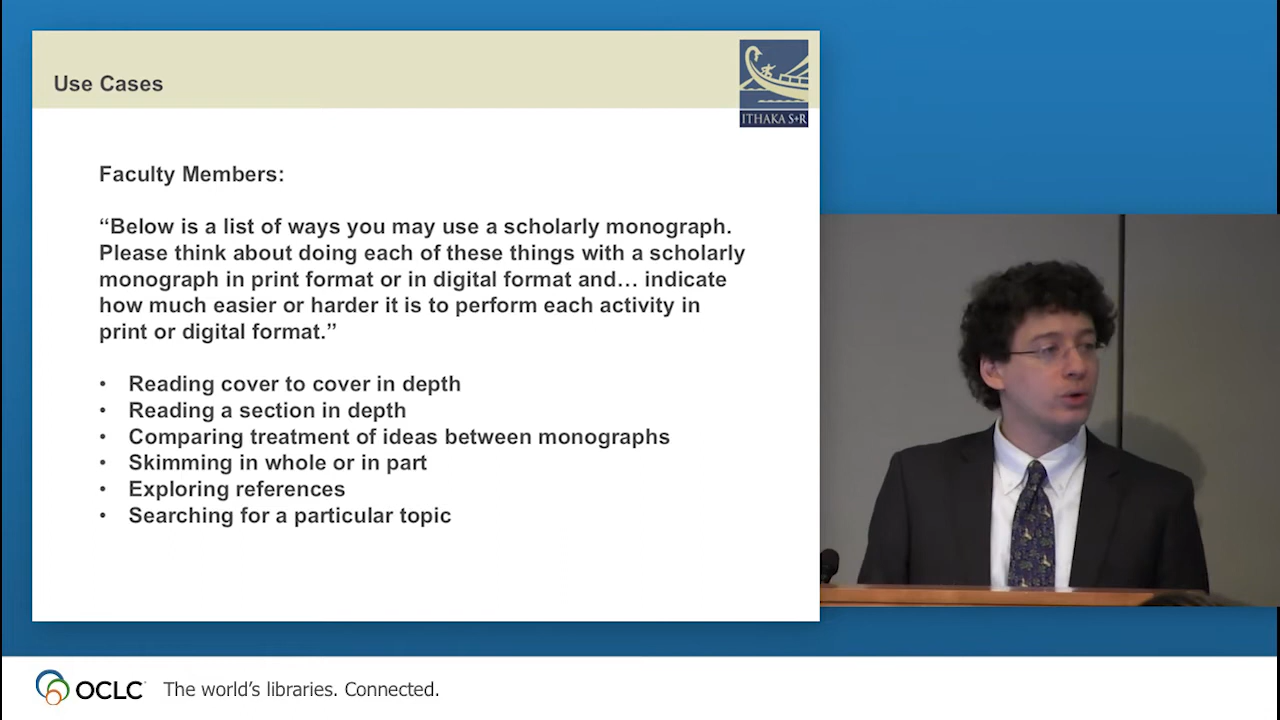 Use Cases
ITHAKA S+R
Faculty Members:
“Below is a list of ways you may use a scholarly monograph.
Please think about doing each of these things with a scholarly
monograph in print format or in digital format and… indicate
how much easier or harder it is to perform each activity in
print or digital format.”
• Reading cover to cover in depth
• Reading a section in depth
• Comparing treatment of ideas between monographs
• Skimming in whole or in part
• Exploring references
• Searching for a particular topic
OCLC The world’s libraries. Connected.